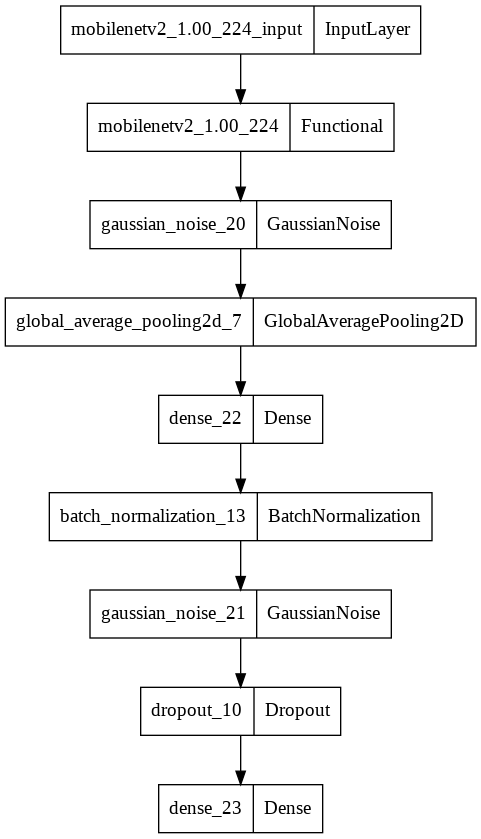 mobilenetv2_1.00_224_input InputLayer
mobilenetv2_1.00_224 Functional
gaussian_noise_20 GaussianNoise
global_average_pooling2d_7 GlobalAveragePooling2D
dense_22 Dense
batch_normalization_13 BatchNormalization
gaussian_noise_21 GaussianNoise
dropout_10 Dropout
dense_23 Dense